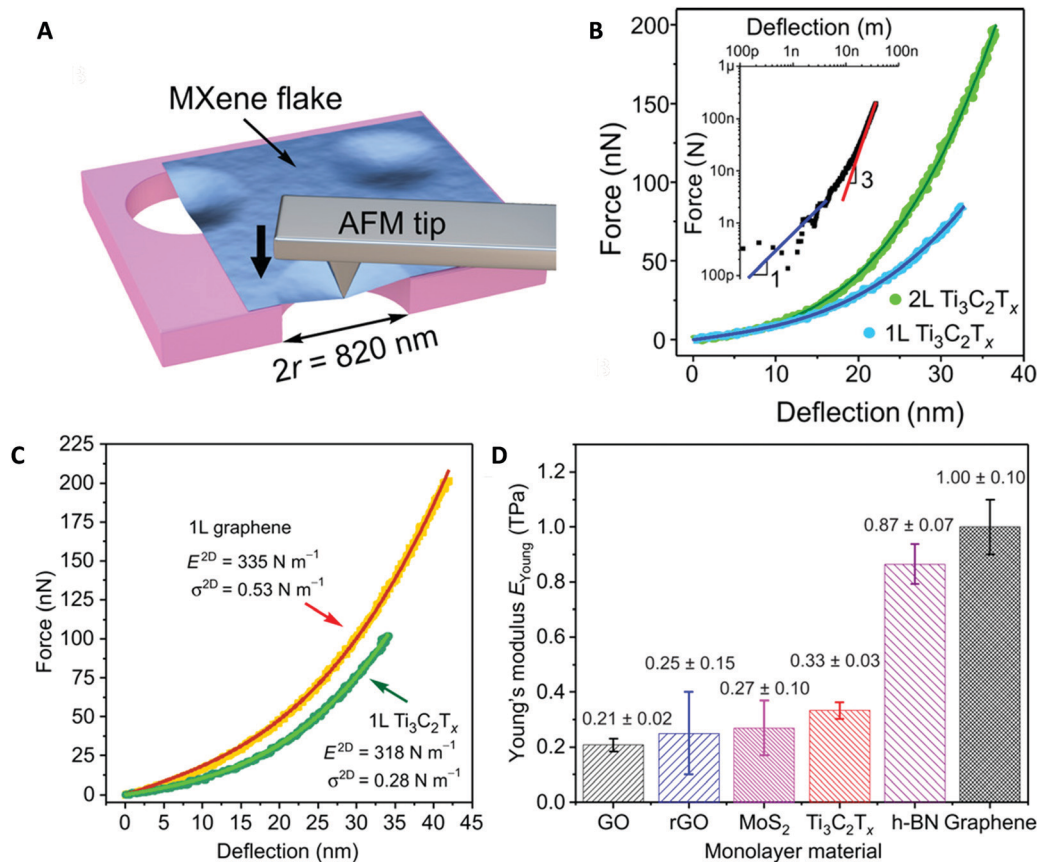 A
MXene flake
AFM tip
2r = 820 nm
B
Deflection (m)
100p 1n 10n 100n
1μ
100n
10n
1n
100p
Force (N)
3
1
200
150
100
50
0
Force (nN)
2L Ti₃C₂Tₓ
1L Ti₃C₂Tₓ
0 10 20 30 40
Deflection (nm)
C
225
200
175
150
125
100
75
50
25
0
Force (nN)
1L graphene
E²ᴰ = 335 N m⁻¹
σ²ᴰ = 0.53 N m⁻¹
1L Ti₃C₂Tₓ
E²ᴰ = 318 N m⁻¹
σ²ᴰ = 0.28 N m⁻¹
0 5 10 15 20 25 30 35 40 45
Deflection (nm)
D
1.2
1.0
0.8
0.6
0.4
0.2
0.0
Young's modulus E_Young (TPa)
0.21 ± 0.02
0.25 ± 0.15
0.27 ± 0.10
0.33 ± 0.03
0.87 ± 0.07
1.00 ± 0.10
GO rGO MoS₂ Ti₃C₂Tₓ h-BN Graphene
Monolayer material